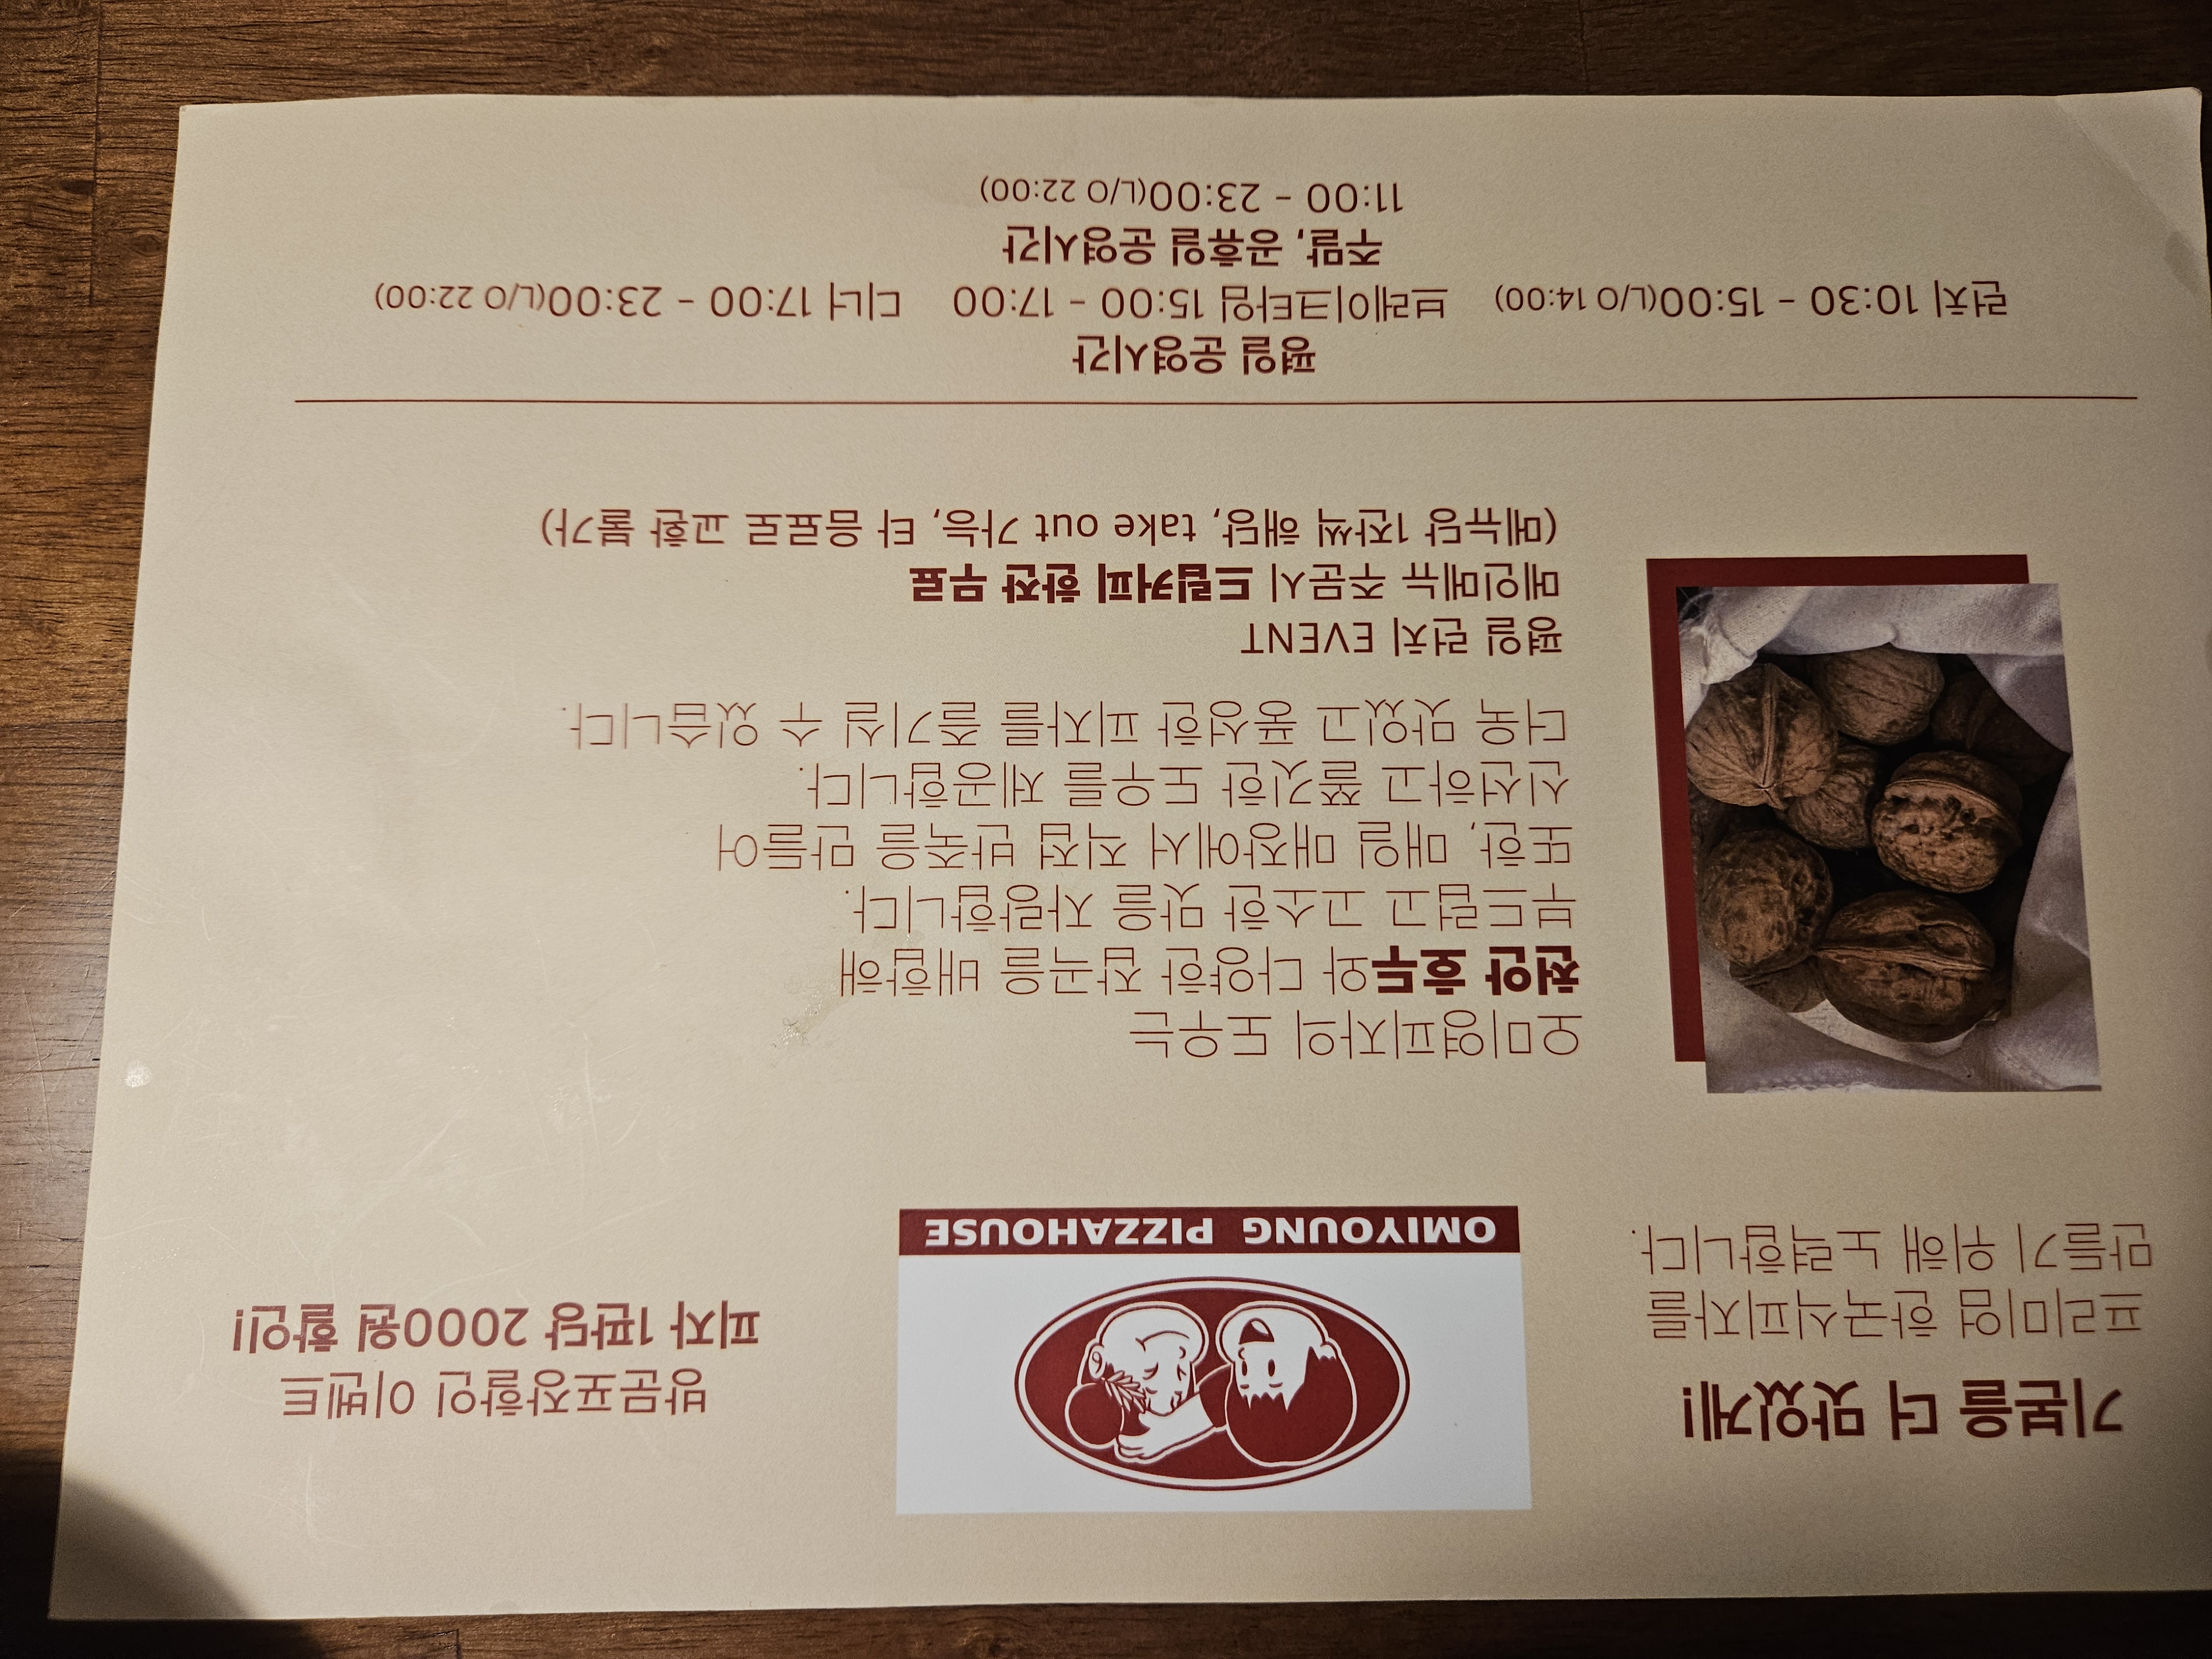 기본을 더 맛있게!
프리미엄 한국식피자를
만들기 위해 노력합니다.
OMIYOUNG PIZZAHOUSE
방문포장할인 이벤트
피자 1판당 2000원 할인!
오미영피자의 도우는
천안 호두와 다양한 잡곡을 배합해
부드럽고 고소한 맛을 자랑합니다.
또한, 매일 매장에서 직접 반죽을 만들어
신선하고 쫄깃한 도우를 제공합니다.
더욱 맛있고 풍성한 피자를 즐기실 수 있습니다.
평일 런치 EVENT
메인메뉴 주문시 드립커피 한잔 무료
(메뉴당 1잔씩 해당, take out 가능, 타 음료로 교환 불가)
평일 운영시간
런치 10:30 - 15:00(L/O 14:00) 브레이크타임 15:00 - 17:00 디너 17:00 - 23:00(L/O 22:00)
주말, 공휴일 운영시간
11:00 - 23:00(L/O 22:00)